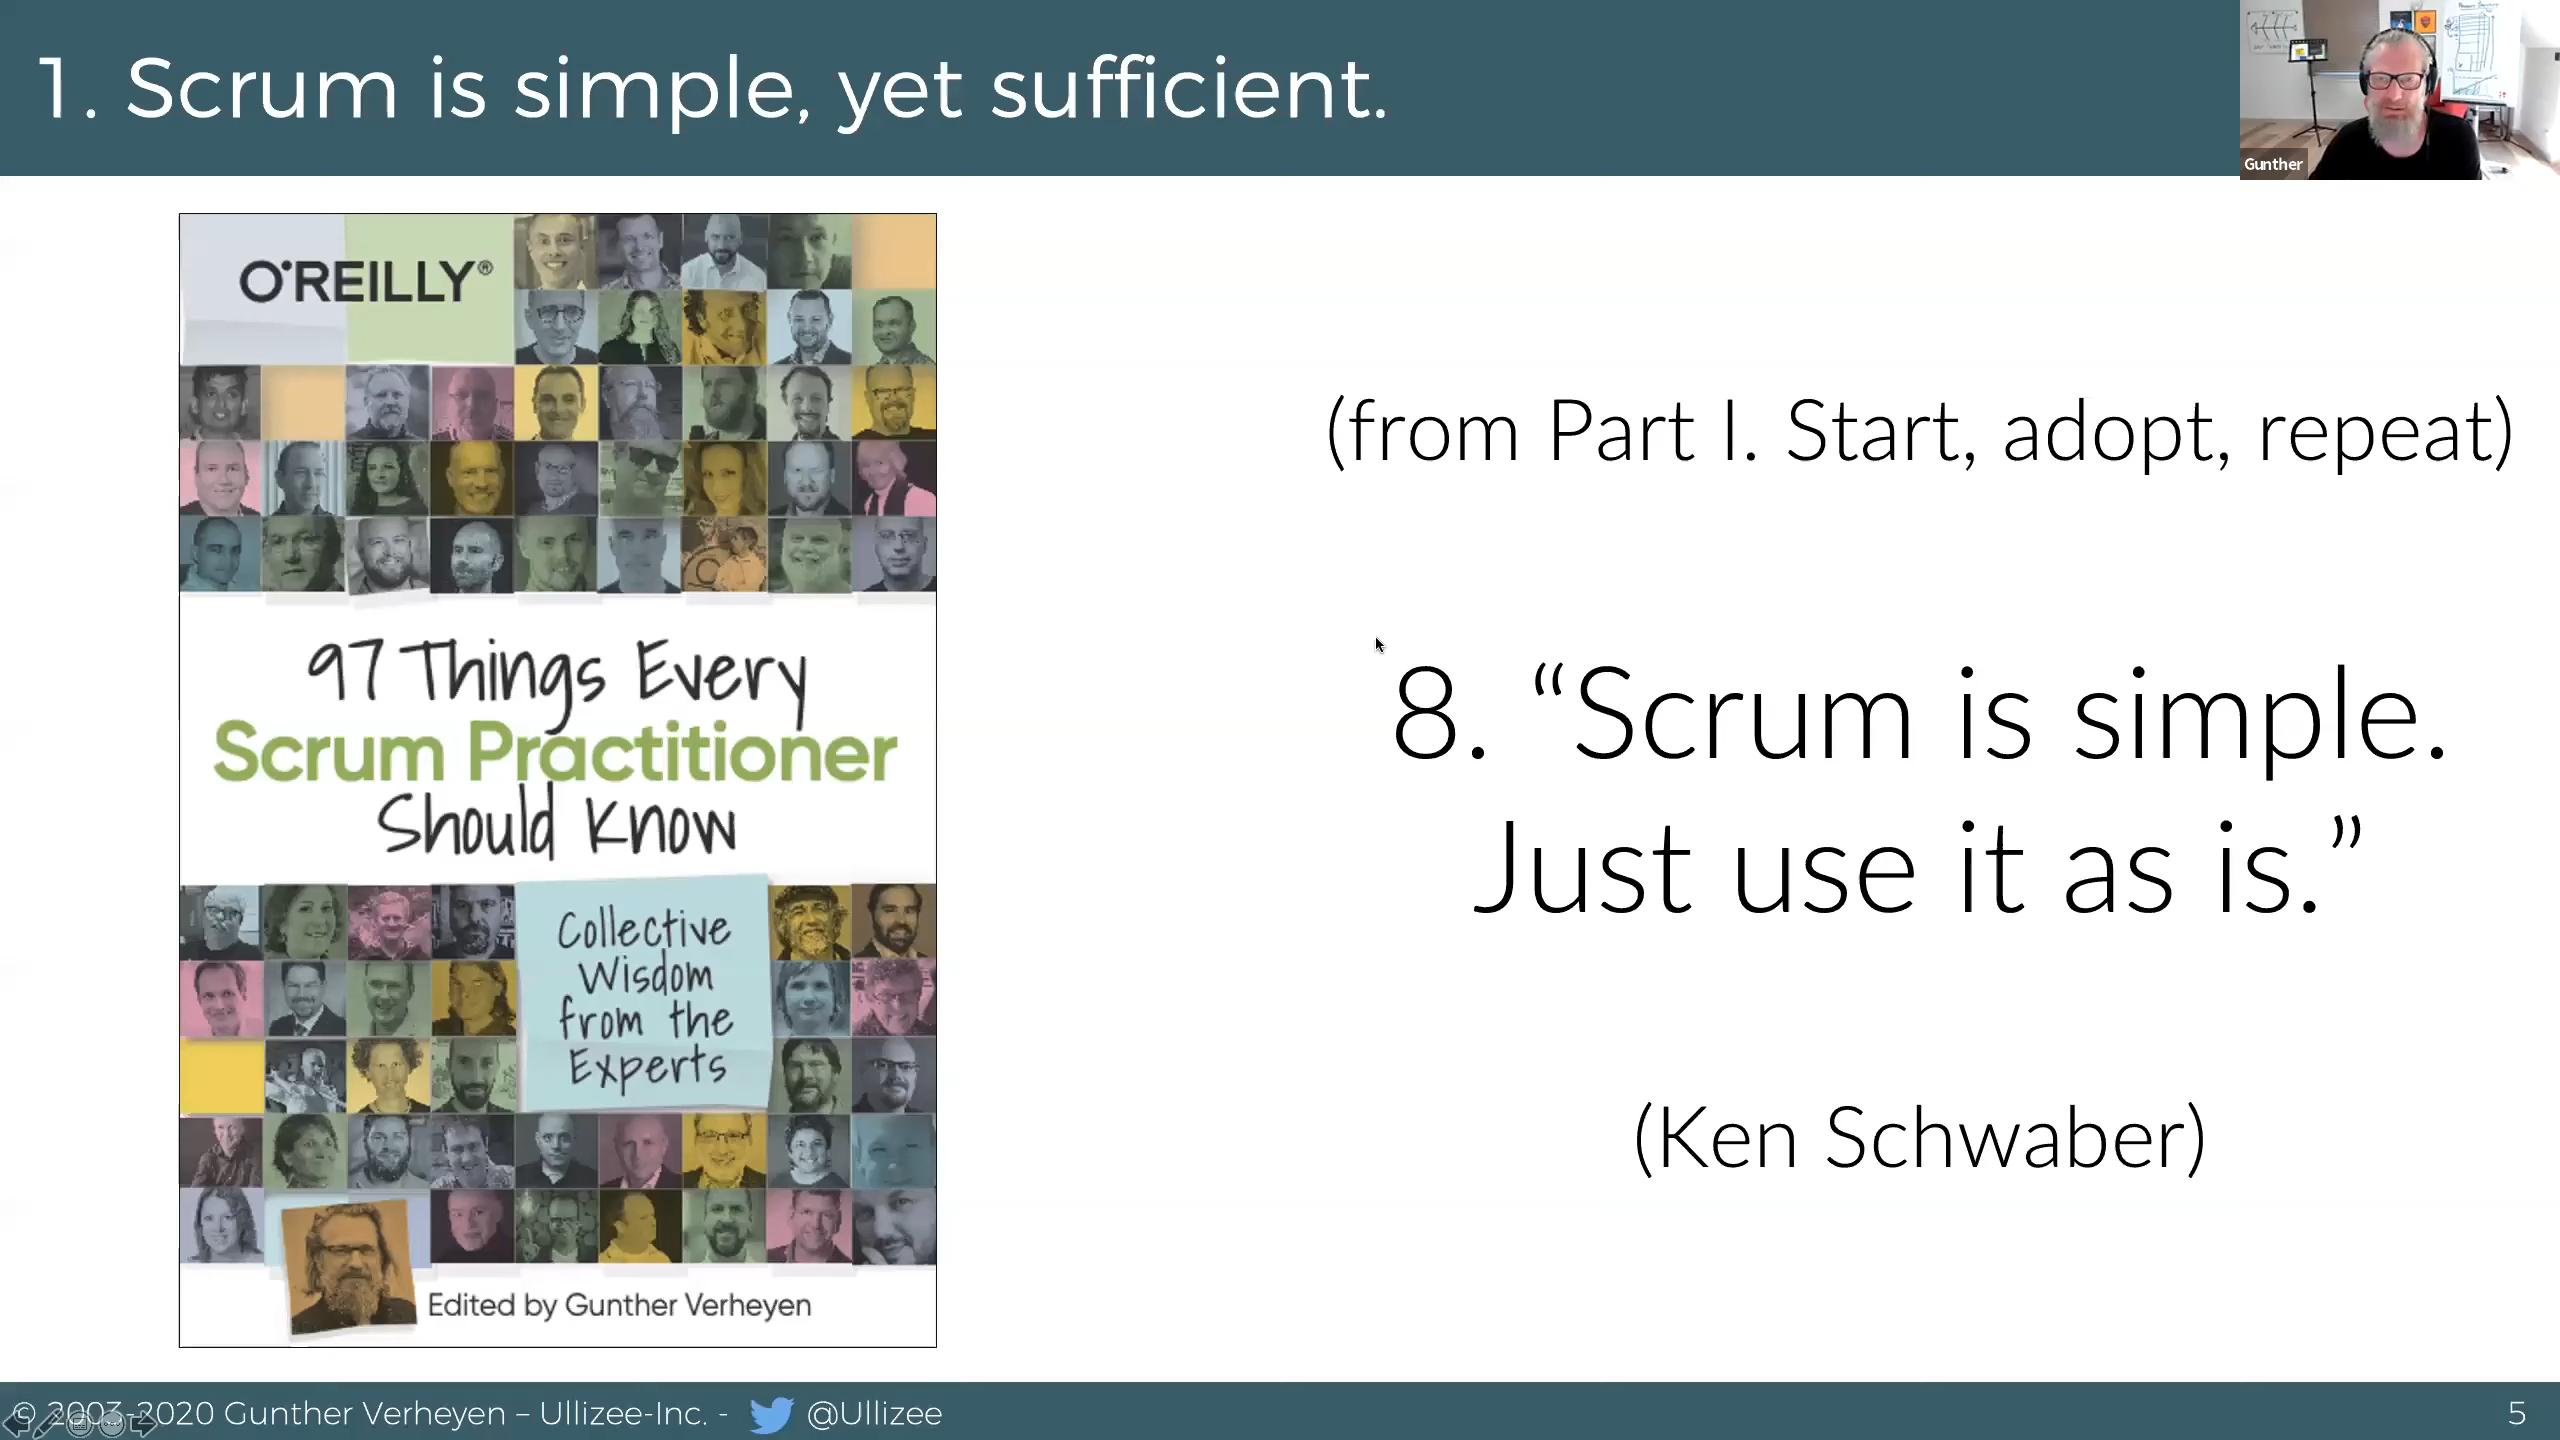 1. Scrum is simple, yet sufficient.
Gunther
O'REILLY®
97 Things Every
Scrum Practitioner
Should Know
Collective
Wisdom
from the
Experts
Edited by Gunther Verheyen
(from Part I. Start, adopt, repeat)
8. “Scrum is simple.
Just use it as is.”
(Ken Schwaber)
© 2003-2020 Gunther Verheyen – Ullizee-Inc. - @Ullizee
5